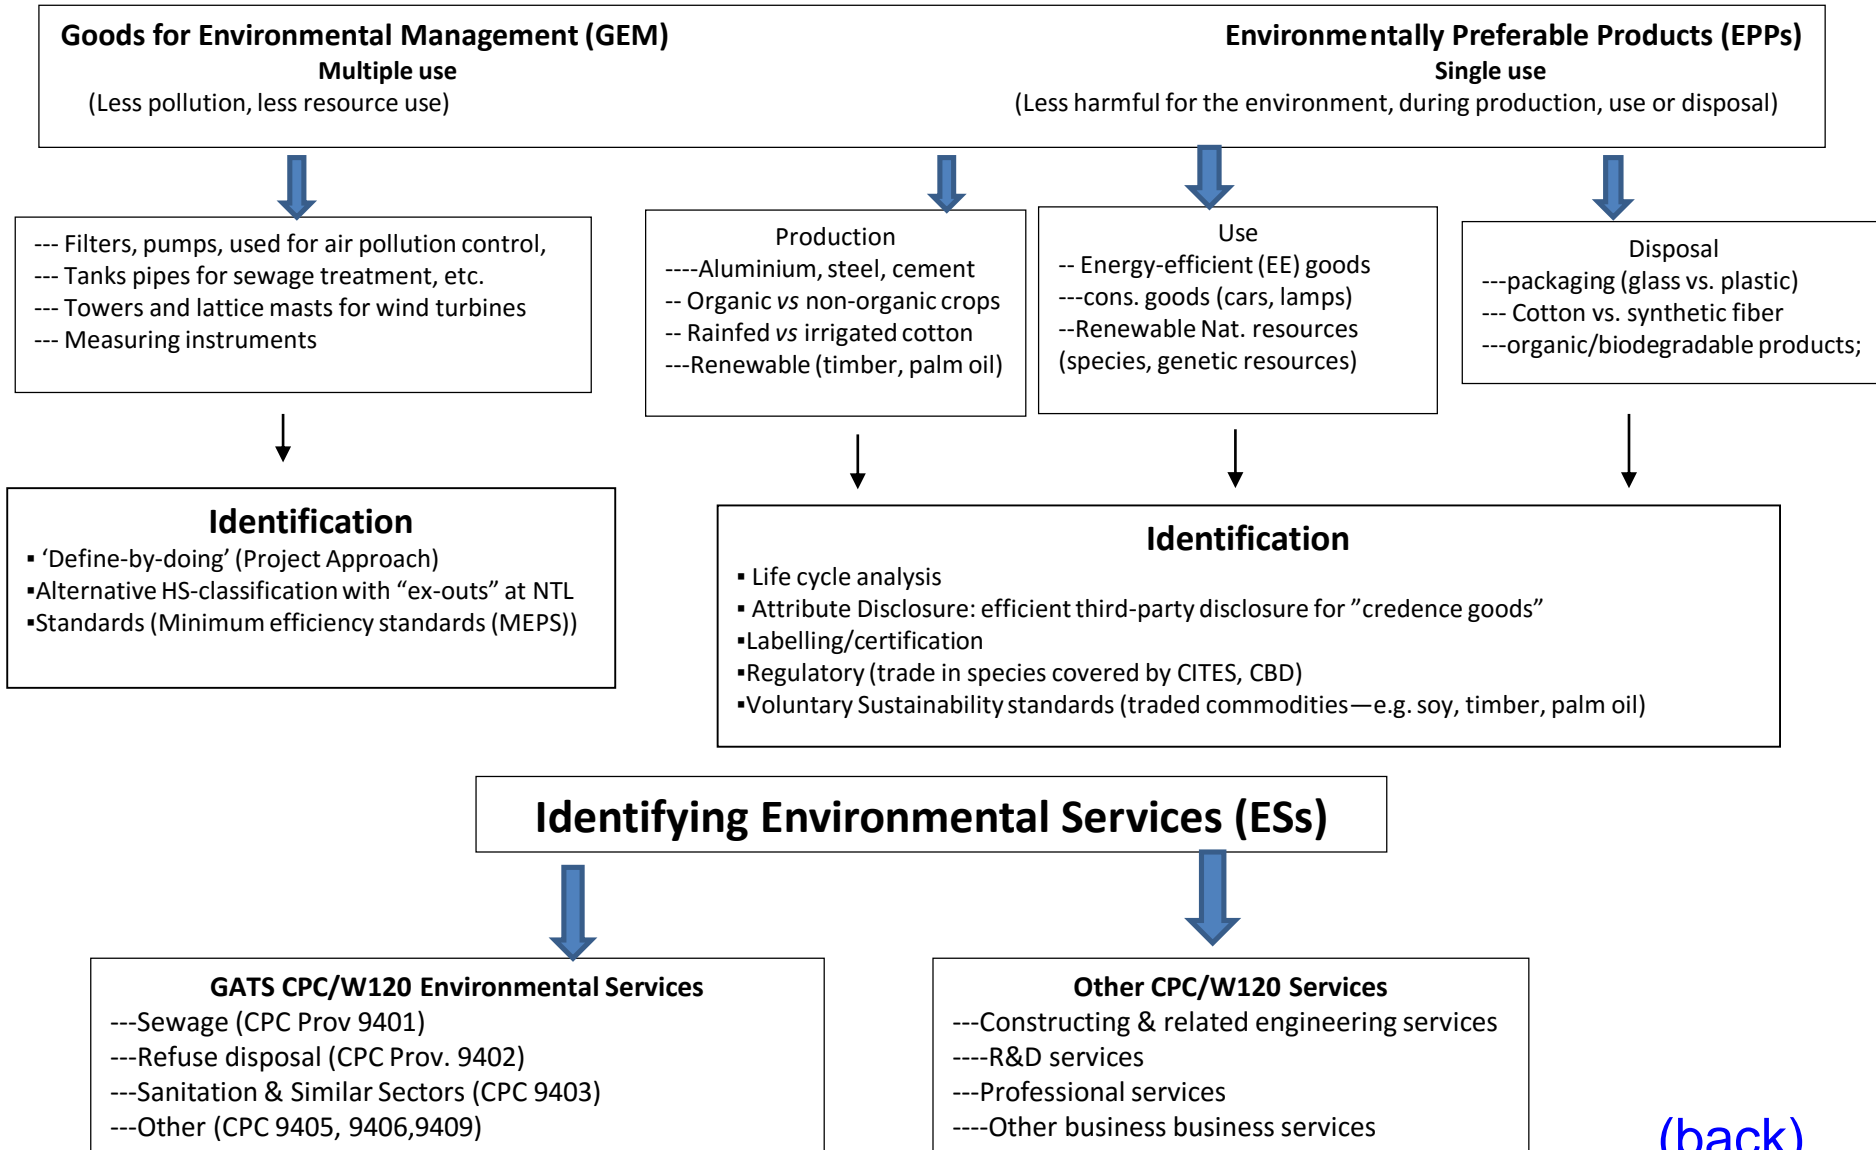 Goods for Environmental Management (GEM)
Multiple use
(Less pollution, less resource use)
Environmentally Preferable Products (EPPs)
Single use
(Less harmful for the environment, during production, use or disposal)
--- Filters, pumps, used for air pollution control,
--- Tanks pipes for sewage treatment, etc.
--- Towers and lattice masts for wind turbines
--- Measuring instruments
Production
----Aluminium, steel, cement
-- Organic vs non-organic crops
-- Rainfed vs irrigated cotton
---Renewable (timber, palm oil)
Use
-- Energy-efficient (EE) goods
---cons. goods (cars, lamps)
--Renewable Nat. resources
(species, genetic resources)
Disposal
---packaging (glass vs. plastic)
--- Cotton vs. synthetic fiber
---organic/biodegradable products;
Identification
▪ ‘Define-by-doing’ (Project Approach)
▪Alternative HS-classification with “ex-outs” at NTL
▪Standards (Minimum efficiency standards (MEPS))
Identification
▪ Life cycle analysis
▪ Attribute Disclosure: efficient third-party disclosure for ”credence goods”
▪Labelling/certification
▪Regulatory (trade in species covered by CITES, CBD)
▪Voluntary Sustainability standards (traded commodities—e.g. soy, timber, palm oil)
Identifying Environmental Services (ESs)
GATS CPC/W120 Environmental Services
---Sewage (CPC Prov 9401)
---Refuse disposal (CPC Prov. 9402)
---Sanitation & Similar Sectors (CPC 9403)
---Other (CPC 9405, 9406,9409)
Other CPC/W120 Services
---Constructing & related engineering services
----R&D services
---Professional services
----Other business business services
(back)